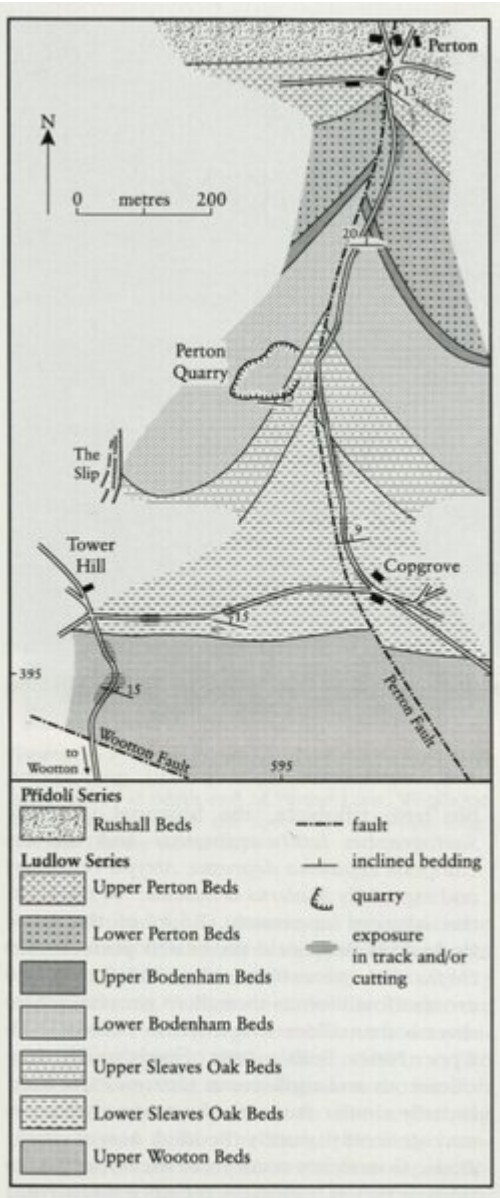 Perton
15
N
0 metres 200
20
Perton
Quarry
15
The
Slip
9
Tower
Hill
Copgrove
15
395
15
Perton Fault
Wootton Fault
to
Wootton
595
Přídolí Series
Rushall Beds
Ludlow Series
Upper Perton Beds
Lower Perton Beds
Upper Bodenham Beds
Lower Bodenham Beds
Upper Sleaves Oak Beds
Lower Sleaves Oak Beds
Upper Wooton Beds
fault
inclined bedding
quarry
exposure
in track and/or
cutting